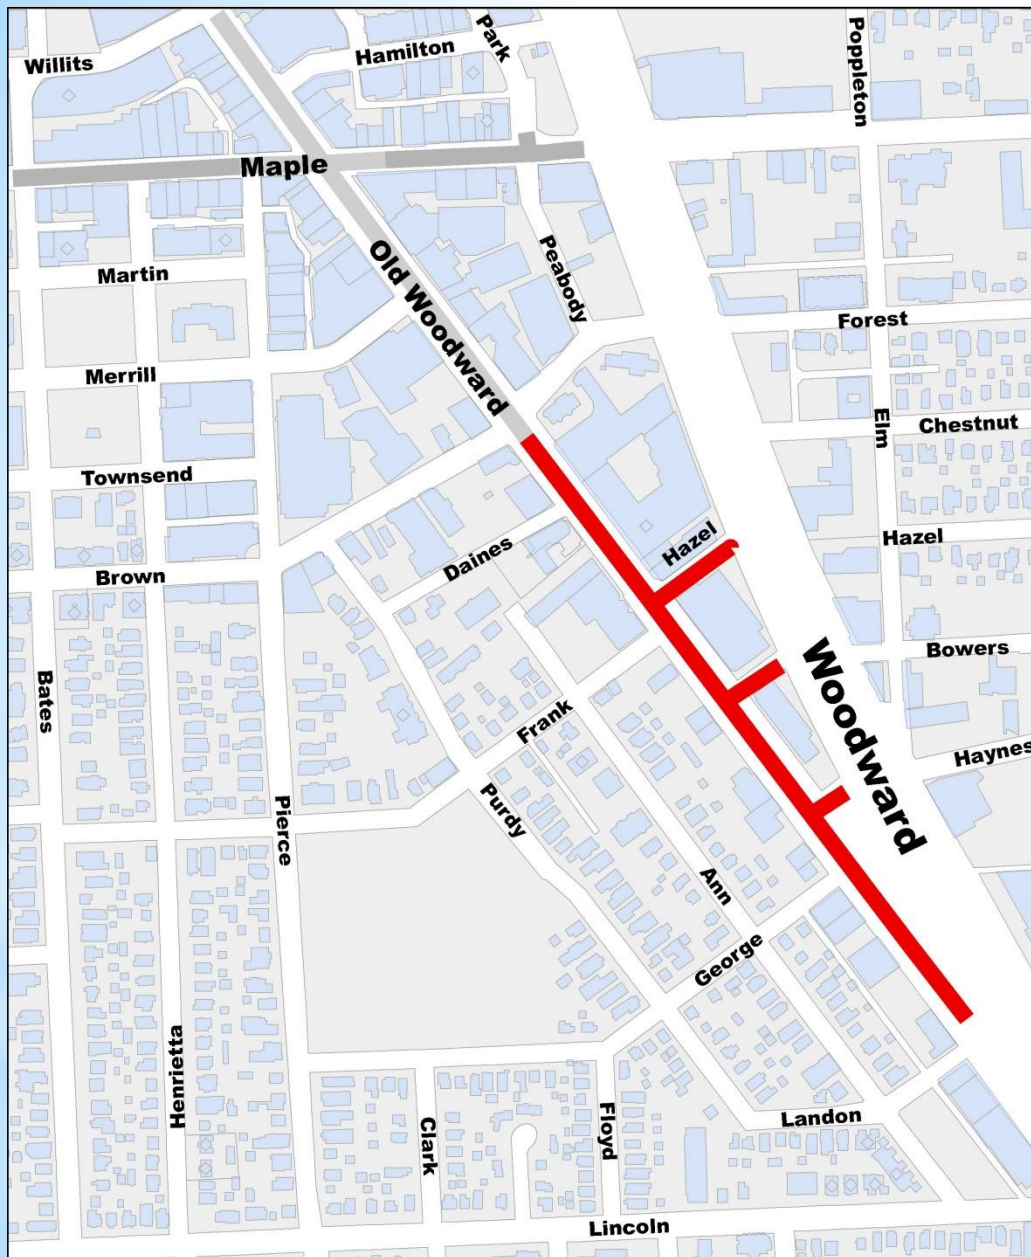 Willits
Hamilton
Park
Poppleton
Maple
Old Woodward
Peabody
Martin
Forest
Merrill
Elm
Chestnut
Townsend
Hazel
Hazel
Daines
Brown
Bates
Woodward
Bowers
Frank
Haynes
Purdy
Pierce
Ann
George
Henrietta
Clark
Floyd
Landon
Lincoln